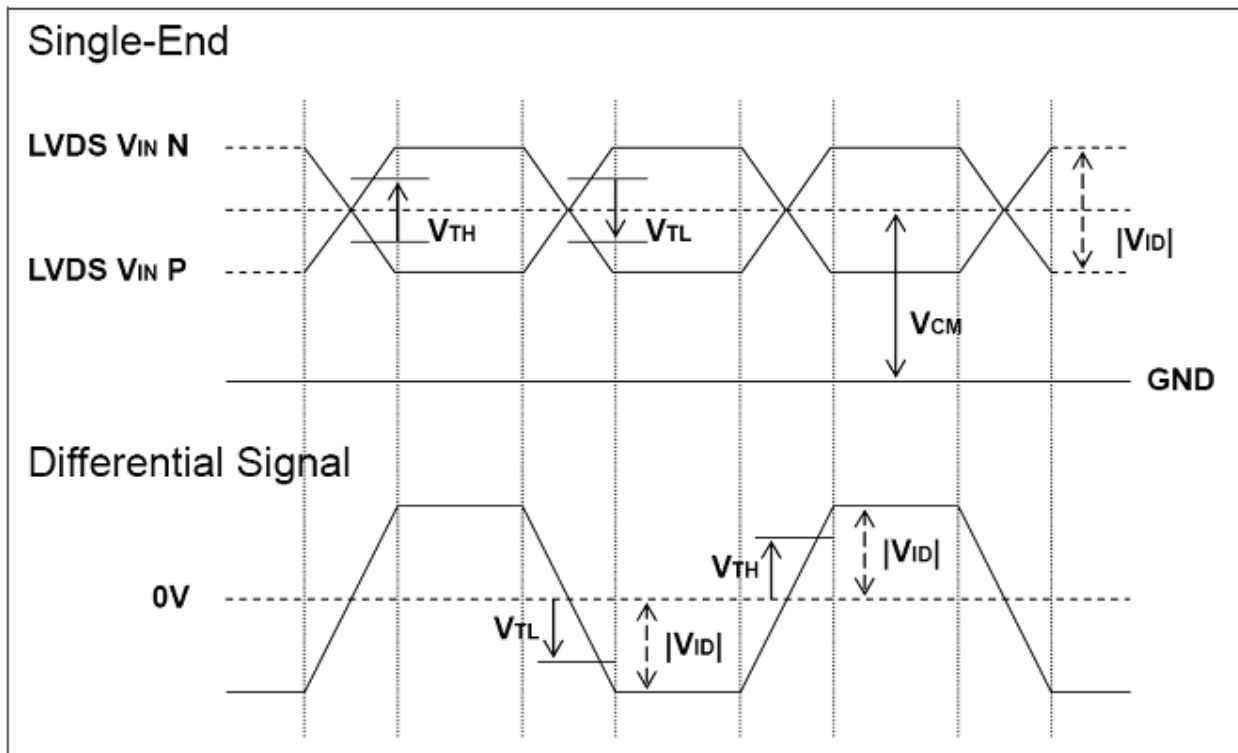 Single-End
LVDS VIN N
VTH
VTL
|VID|
LVDS VIN P
VCM
GND
Differential Signal
|VID|
VTH
0V
VTL
|VID|